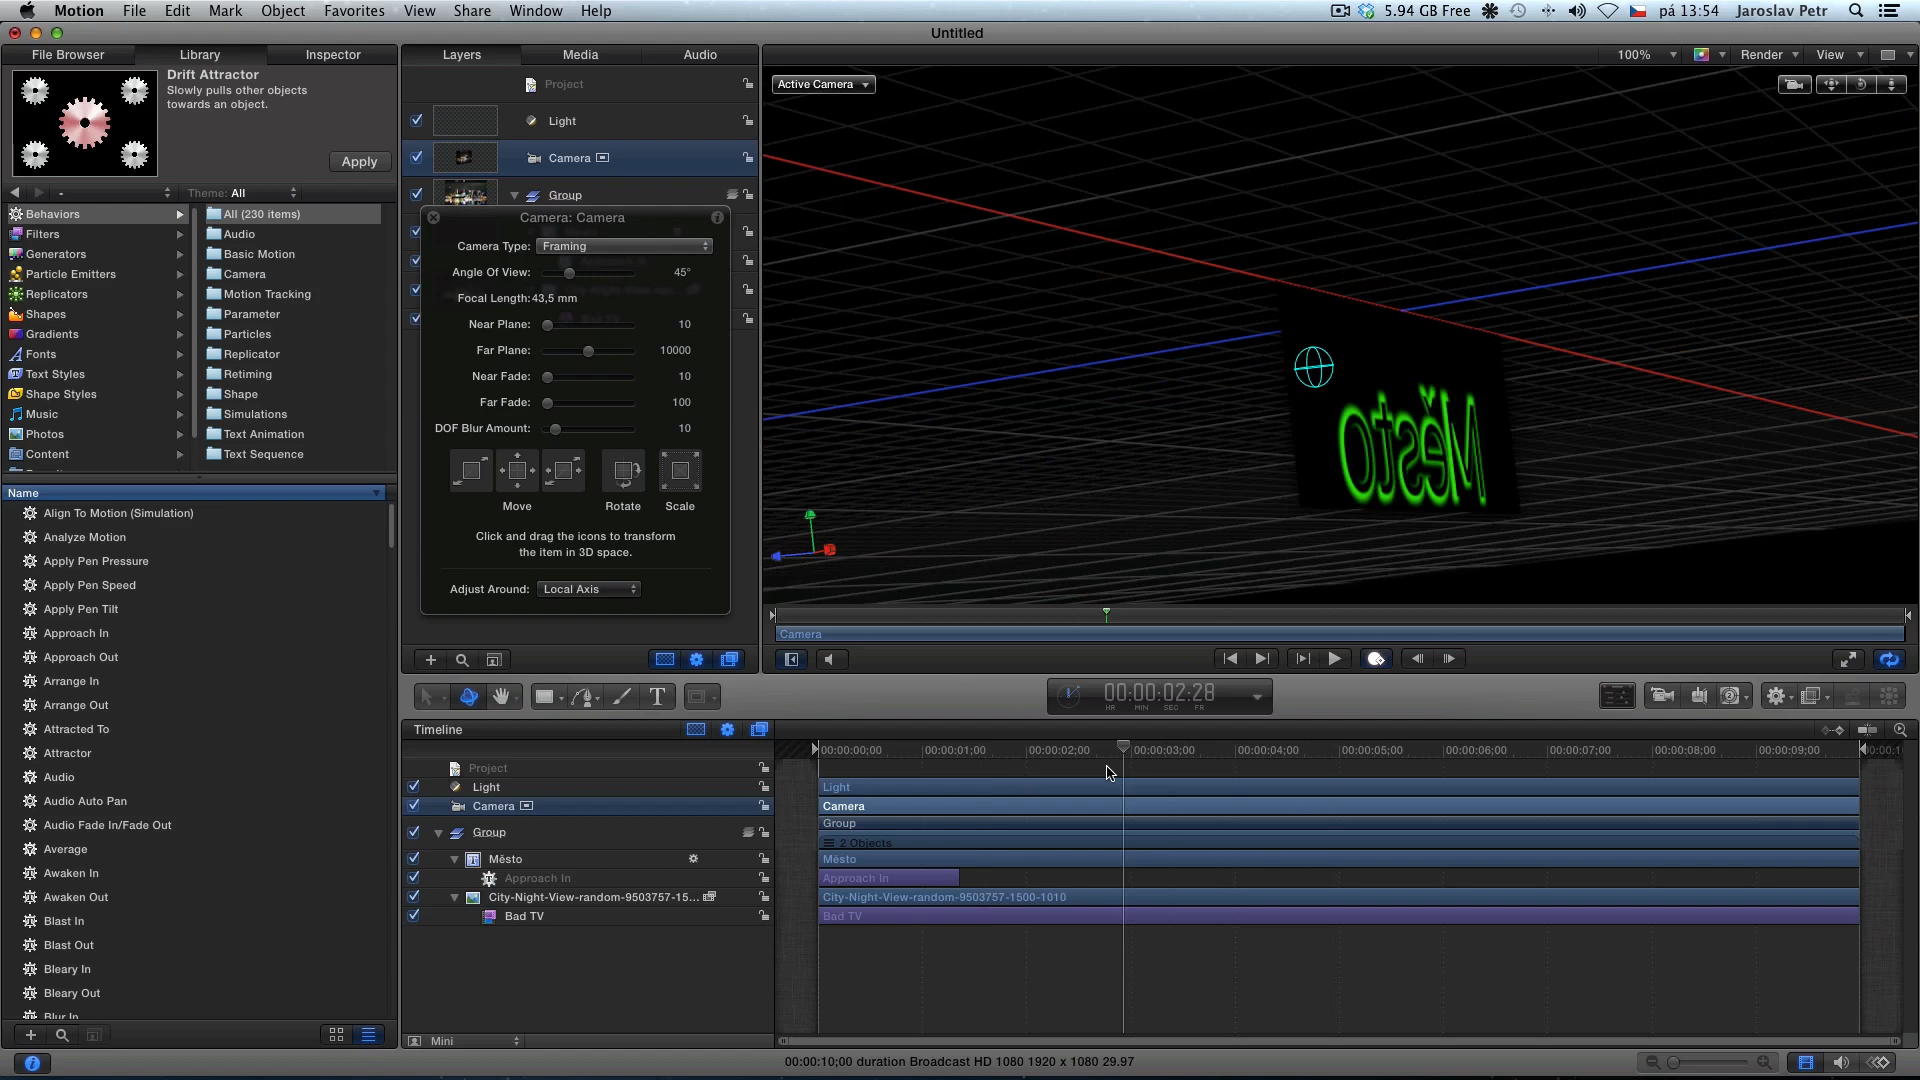 Motion File Edit Mark Object Favorites View Share Window Help
5.94 GB Free pá 13:54 Jaroslav Petr
Untitled
File Browser Library Inspector
Drift Attractor
Slowly pulls other objects
towards an object.
Apply
- Theme: All
Behaviors
Filters
Generators
Particle Emitters
Replicators
Shapes
Gradients
Fonts
Text Styles
Shape Styles
Music
Photos
Content
All (230 items)
Audio
Basic Motion
Camera
Motion Tracking
Parameter
Particles
Replicator
Retiming
Shape
Simulations
Text Animation
Text Sequence
Name
Align To Motion (Simulation)
Analyze Motion
Apply Pen Pressure
Apply Pen Speed
Apply Pen Tilt
Approach In
Approach Out
Arrange In
Arrange Out
Attracted To
Attractor
Audio
Audio Auto Pan
Audio Fade In/Fade Out
Average
Awaken In
Awaken Out
Blast In
Blast Out
Bleary In
Bleary Out
Blur In
Layers Media Audio
Project
Light
Camera
Group
Camera: Camera
Camera Type: Framing
Angle Of View: 45°
Focal Length: 43,5 mm
Near Plane: 10
Far Plane: 10000
Near Fade: 10
Far Fade: 100
DOF Blur Amount: 10
Move Rotate Scale
Click and drag the icons to transform
the item in 3D space.
Adjust Around: Local Axis
100% Render View
Active Camera
Město
Camera
00:00:02:28
HR MIN SEC FR
Timeline
00:00:00;00 00:00:01;00 00:00:02;00 00:00:03;00 00:00:04;00 00:00:05;00 00:00:06;00 00:00:07;00 00:00:08;00 00:00:09;00 00:00:1
Project
Light
Camera
Group
Město
Approach In
City-Night-View-random-9503757-15...
Bad TV
Light
Camera
Group
2 Objects
Město
Approach In
City-Night-View-random-9503757-1500-1010
Bad TV
Mini
00:00:10;00 duration Broadcast HD 1080 1920 x 1080 29.97